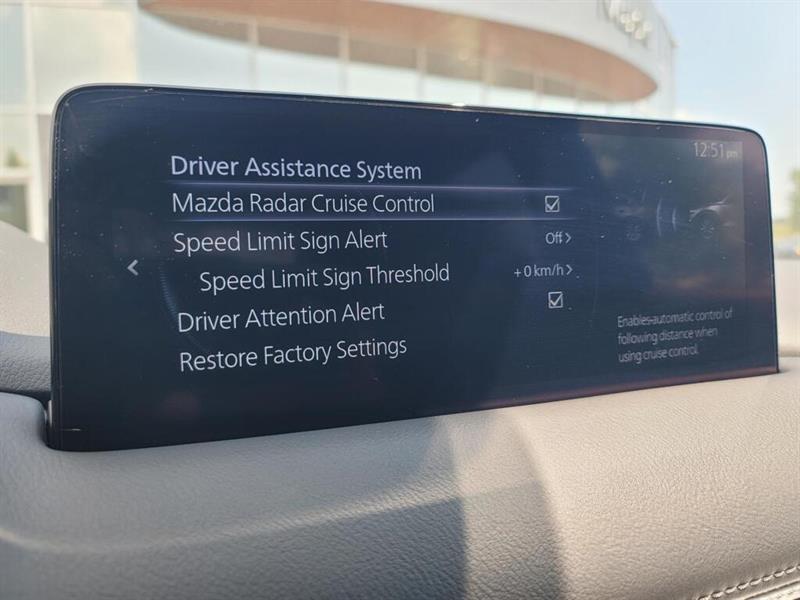 12:51 pm
Driver Assistance System
Mazda Radar Cruise Control
Speed Limit Sign Alert Off
Speed Limit Sign Threshold +0 km/h
Driver Attention Alert
Restore Factory Settings
Enables automatic control of
following distance when
using cruise control.